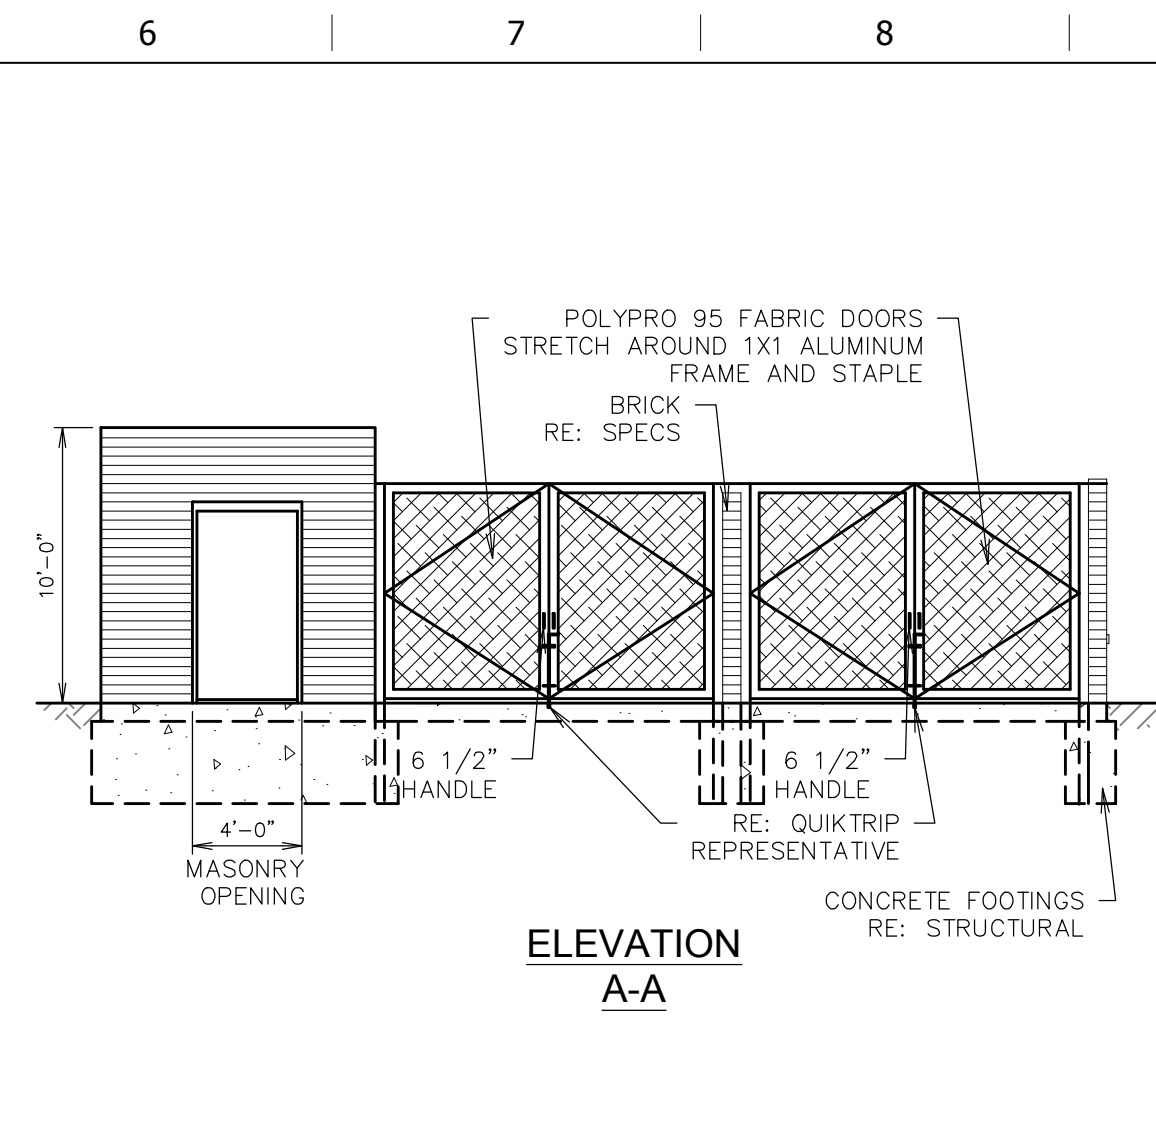 6 7 8
POLYPRO 95 FABRIC DOORS
STRETCH AROUND 1X1 ALUMINUM
FRAME AND STAPLE
BRICK
RE: SPECS
10'-0"
6 1/2"
HANDLE
6 1/2"
HANDLE
4'-0"
MASONRY
OPENING
RE: QUIKTRIP
REPRESENTATIVE
CONCRETE FOOTINGS
RE: STRUCTURAL
ELEVATION
A-A